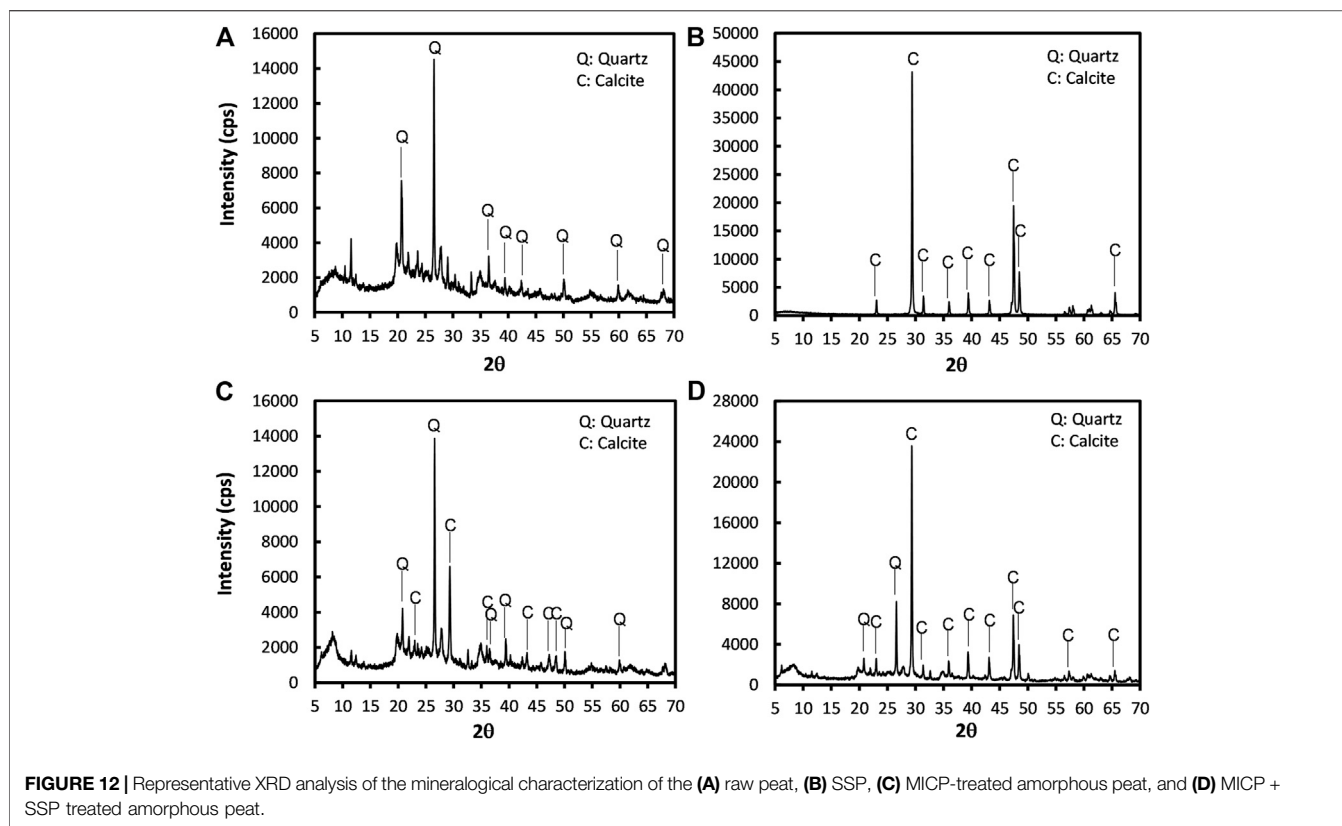 A
16000
14000
12000
10000
8000
6000
4000
2000
0
Intensity (cps)
Q: Quartz
C: Calcite
Q
Q
Q
Q
Q
Q
Q
Q
5 10 15 20 25 30 35 40 45 50 55 60 65 70
2θ
B
50000
45000
40000
35000
30000
25000
20000
15000
10000
5000
0
Q: Quartz
C: Calcite
C
C
C
C
C
C
C
C
C
5 10 15 20 25 30 35 40 45 50 55 60 65 70
2θ
C
16000
14000
12000
10000
8000
6000
4000
2000
0
Intensity (cps)
Q: Quartz
C: Calcite
Q
C
Q
C
C
Q
Q
C
C
C
Q
Q
5 10 15 20 25 30 35 40 45 50 55 60 65 70
2θ
D
28000
24000
20000
16000
12000
8000
4000
0
Q: Quartz
C: Calcite
Q
C
Q
C
C
C
C
C
C
C
C
C
5 10 15 20 25 30 35 40 45 50 55 60 65 70
2θ
FIGURE 12 | Representative XRD analysis of the mineralogical characterization of the (A) raw peat, (B) SSP, (C) MICP-treated amorphous peat, and (D) MICP +
SSP treated amorphous peat.